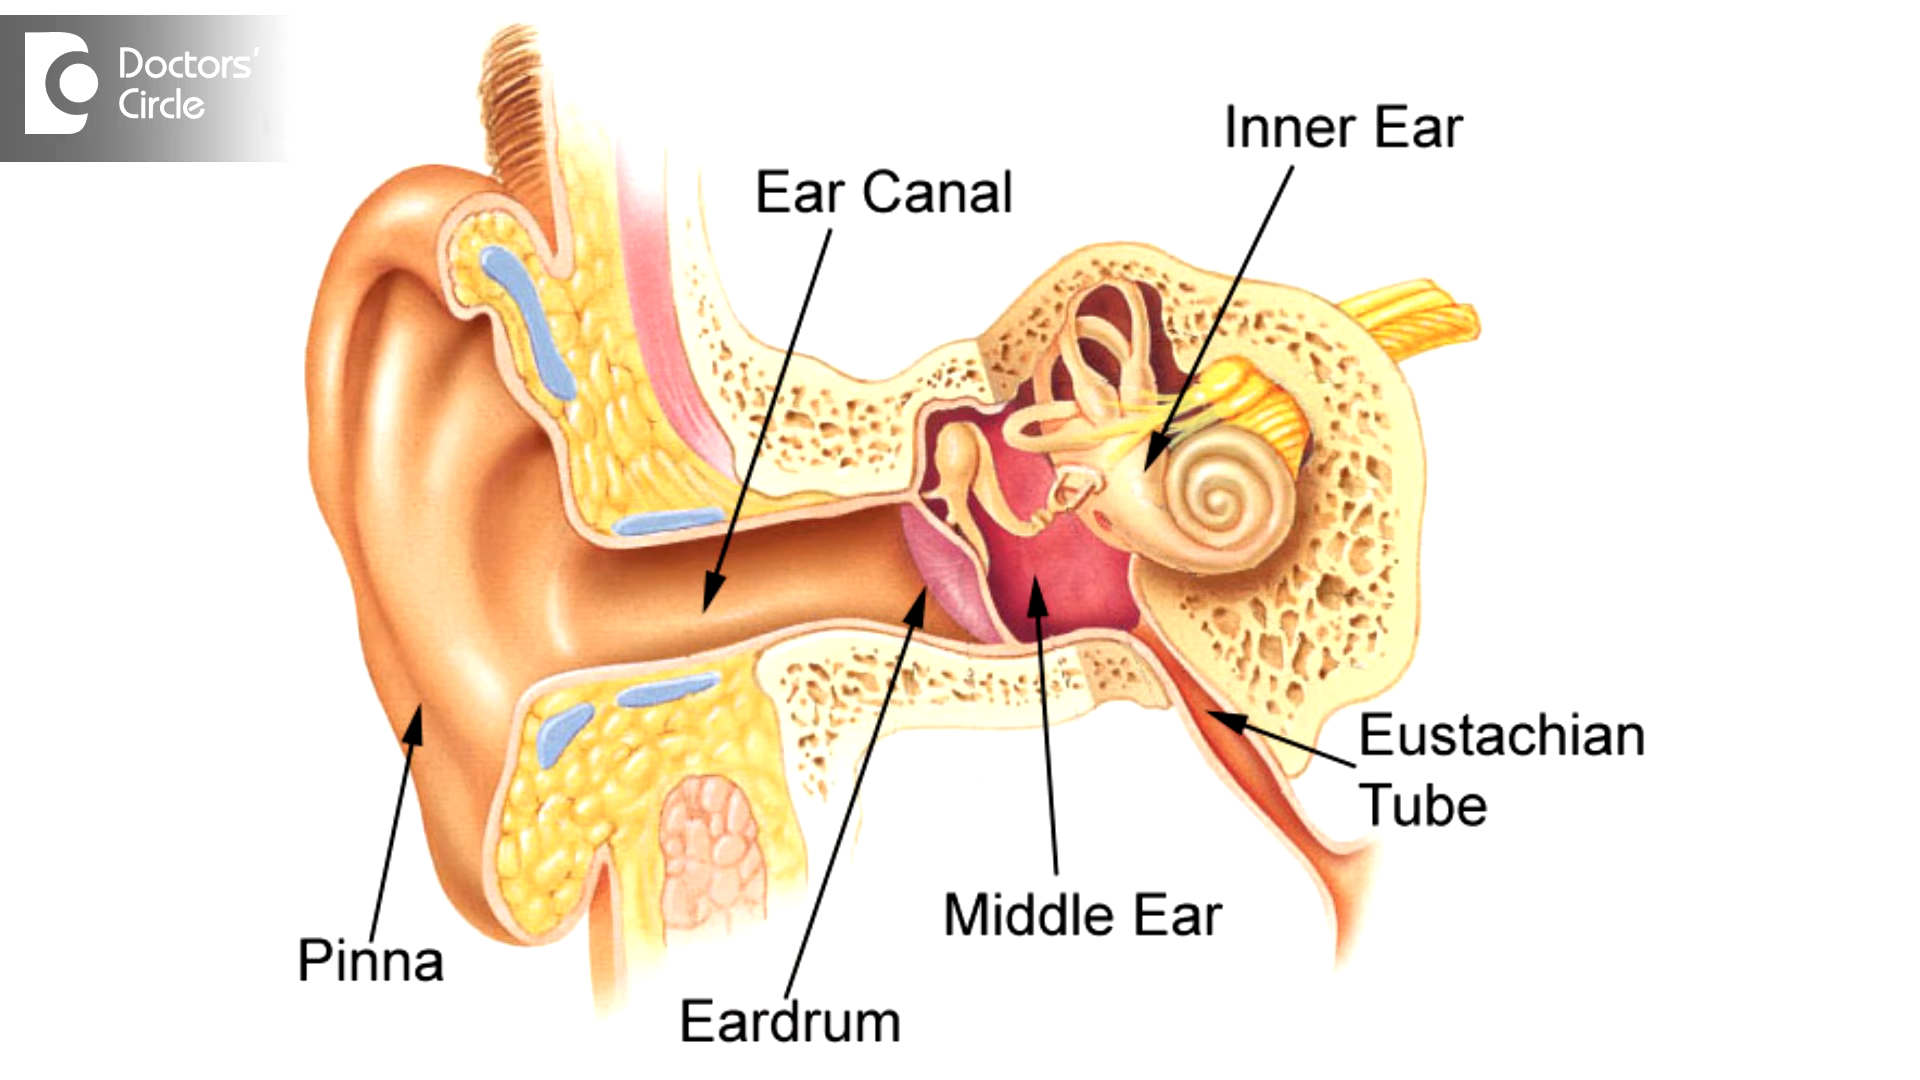 Doctors'
Circle
Inner Ear
Ear Canal
Eustachian
Tube
Middle Ear
Pinna
Eardrum